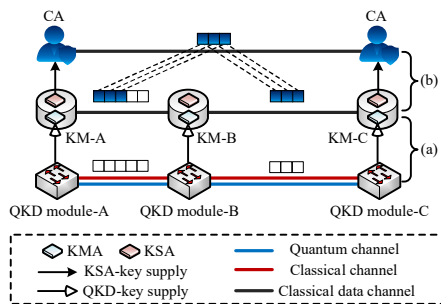 CA
CA
(b)
KM-A
KM-B
KM-C
(a)
QKD module-A
QKD module-B
QKD module-C
KMA
KSA
Quantum channel
KSA-key supply
Classical channel
QKD-key supply
Classical data channel